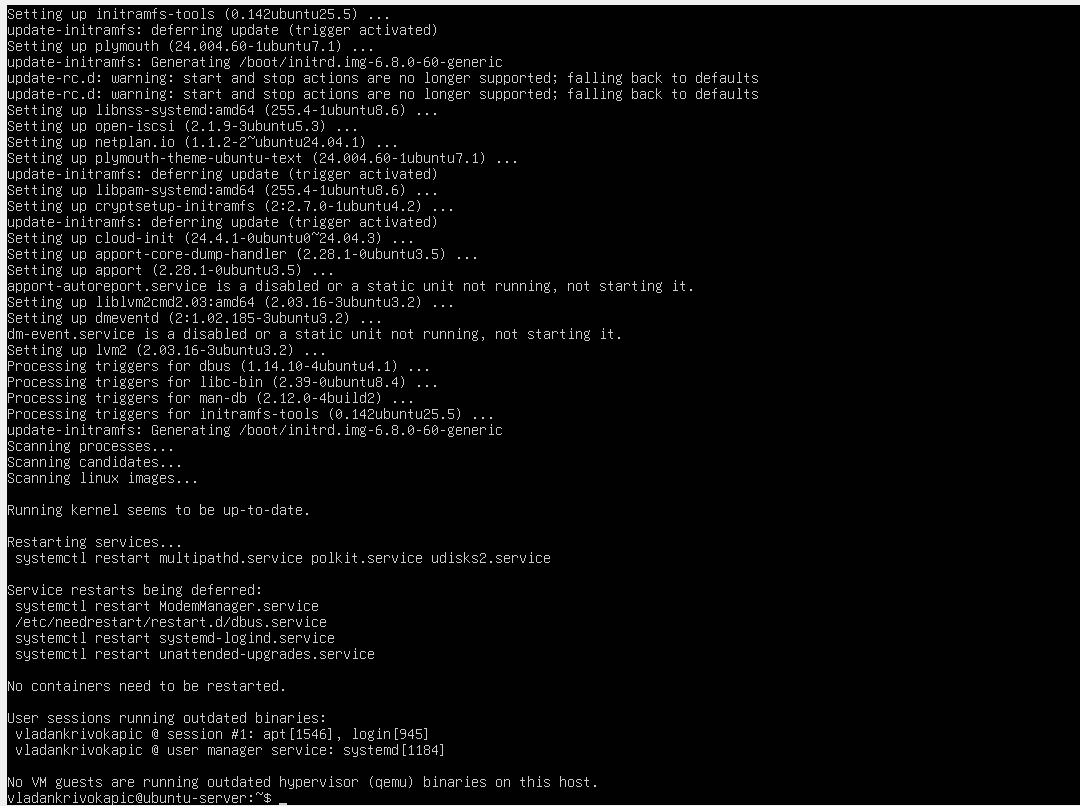 Setting up initramfs-tools (0.142ubuntu25.5) ...
update-initramfs: deferring update (trigger activated)
Setting up plymouth (24.004.60-1ubuntu7.1) ...
update-initramfs: Generating /boot/initrd.img-6.8.0-60-generic
update-rc.d: warning: start and stop actions are no longer supported; falling back to defaults
update-rc.d: warning: start and stop actions are no longer supported; falling back to defaults
Setting up libnss-systemd:amd64 (255.4-1ubuntu8.6) ...
Setting up open-iscsi (2.1.9-3ubuntu5.3) ...
Setting up netplan.io (1.1.2-2~ubuntu24.04.1) ...
Setting up plymouth-theme-ubuntu-text (24.004.60-1ubuntu7.1) ...
update-initramfs: deferring update (trigger activated)
Setting up libpam-systemd:amd64 (255.4-1ubuntu8.6) ...
Setting up cryptsetup-initramfs (2:2.7.0-1ubuntu4.2) ...
update-initramfs: deferring update (trigger activated)
Setting up cloud-init (24.4.1-0ubuntu0~24.04.3) ...
Setting up apport-core-dump-handler (2.28.1-0ubuntu3.5) ...
Setting up apport (2.28.1-0ubuntu3.5) ...
apport-autoreport.service is a disabled or a static unit not running, not starting it.
Setting up liblvm2cmd2.03:amd64 (2.03.16-3ubuntu3.2) ...
Setting up dmeventd (2:1.02.185-3ubuntu3.2) ...
dm-event.service is a disabled or a static unit not running, not starting it.
Setting up lvm2 (2.03.16-3ubuntu3.2) ...
Processing triggers for dbus (1.14.10-4ubuntu4.1) ...
Processing triggers for libc-bin (2.39-0ubuntu8.4) ...
Processing triggers for man-db (2.12.0-4build2) ...
Processing triggers for initramfs-tools (0.142ubuntu25.5) ...
update-initramfs: Generating /boot/initrd.img-6.8.0-60-generic
Scanning processes...
Scanning candidates...
Scanning linux images...
Running kernel seems to be up-to-date.
Restarting services...
systemctl restart multipathd.service polkit.service udisks2.service
Service restarts being deferred:
systemctl restart ModemManager.service
/etc/needrestart/restart.d/dbus.service
systemctl restart systemd-logind.service
systemctl restart unattended-upgrades.service
No containers need to be restarted.
User sessions running outdated binaries:
vladankrivokapic @ session #1: apt[1546], login[945]
vladankrivokapic @ user manager service: systemd[1184]
No VM guests are running outdated hypervisor (qemu) binaries on this host.
vladankrivokapic@ubuntu-server:~$ _